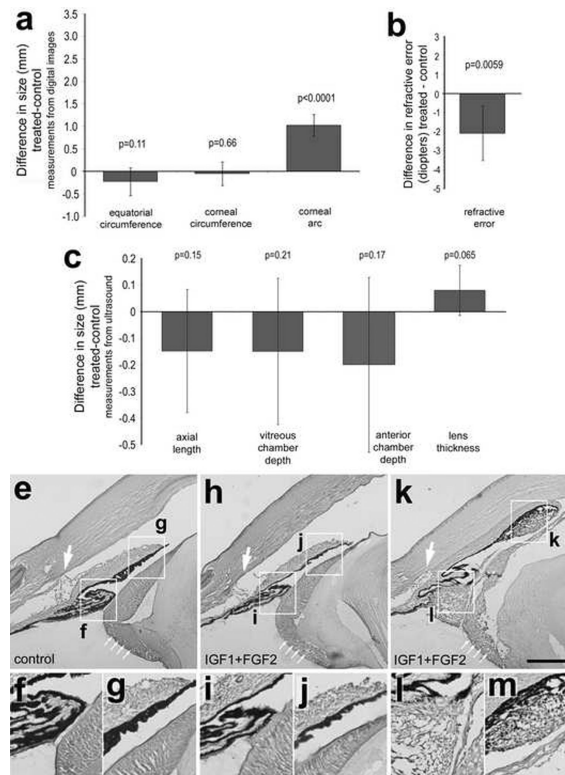 a
Difference in size (mm)
treated-control
measurements from digital images
3.5
3.0
2.5
2.0
1.5
1.0
0.5
0
-0.5
-1.0
p=0.11
p=0.66
p<0.0001
equatorial
circumference
corneal
circumference
corneal
arc
b
Difference in refractive error
(diopters) treated - control
p=0.0059
0
-1
-2
-3
-4
-5
refractive
error
c
Difference in size (mm)
treated-control
measurements from ultrasound
0.2
0.1
0
-0.1
-0.2
-0.3
-0.4
-0.5
p=0.15
p=0.21
p=0.17
p=0.065
axial
length
vitreous
chamber
depth
anterior
chamber
depth
lens
thickness
e
g
f
control
h
j
i
IGF1+FGF2
k
k
l
IGF1+FGF2
f
g
i
j
l
m